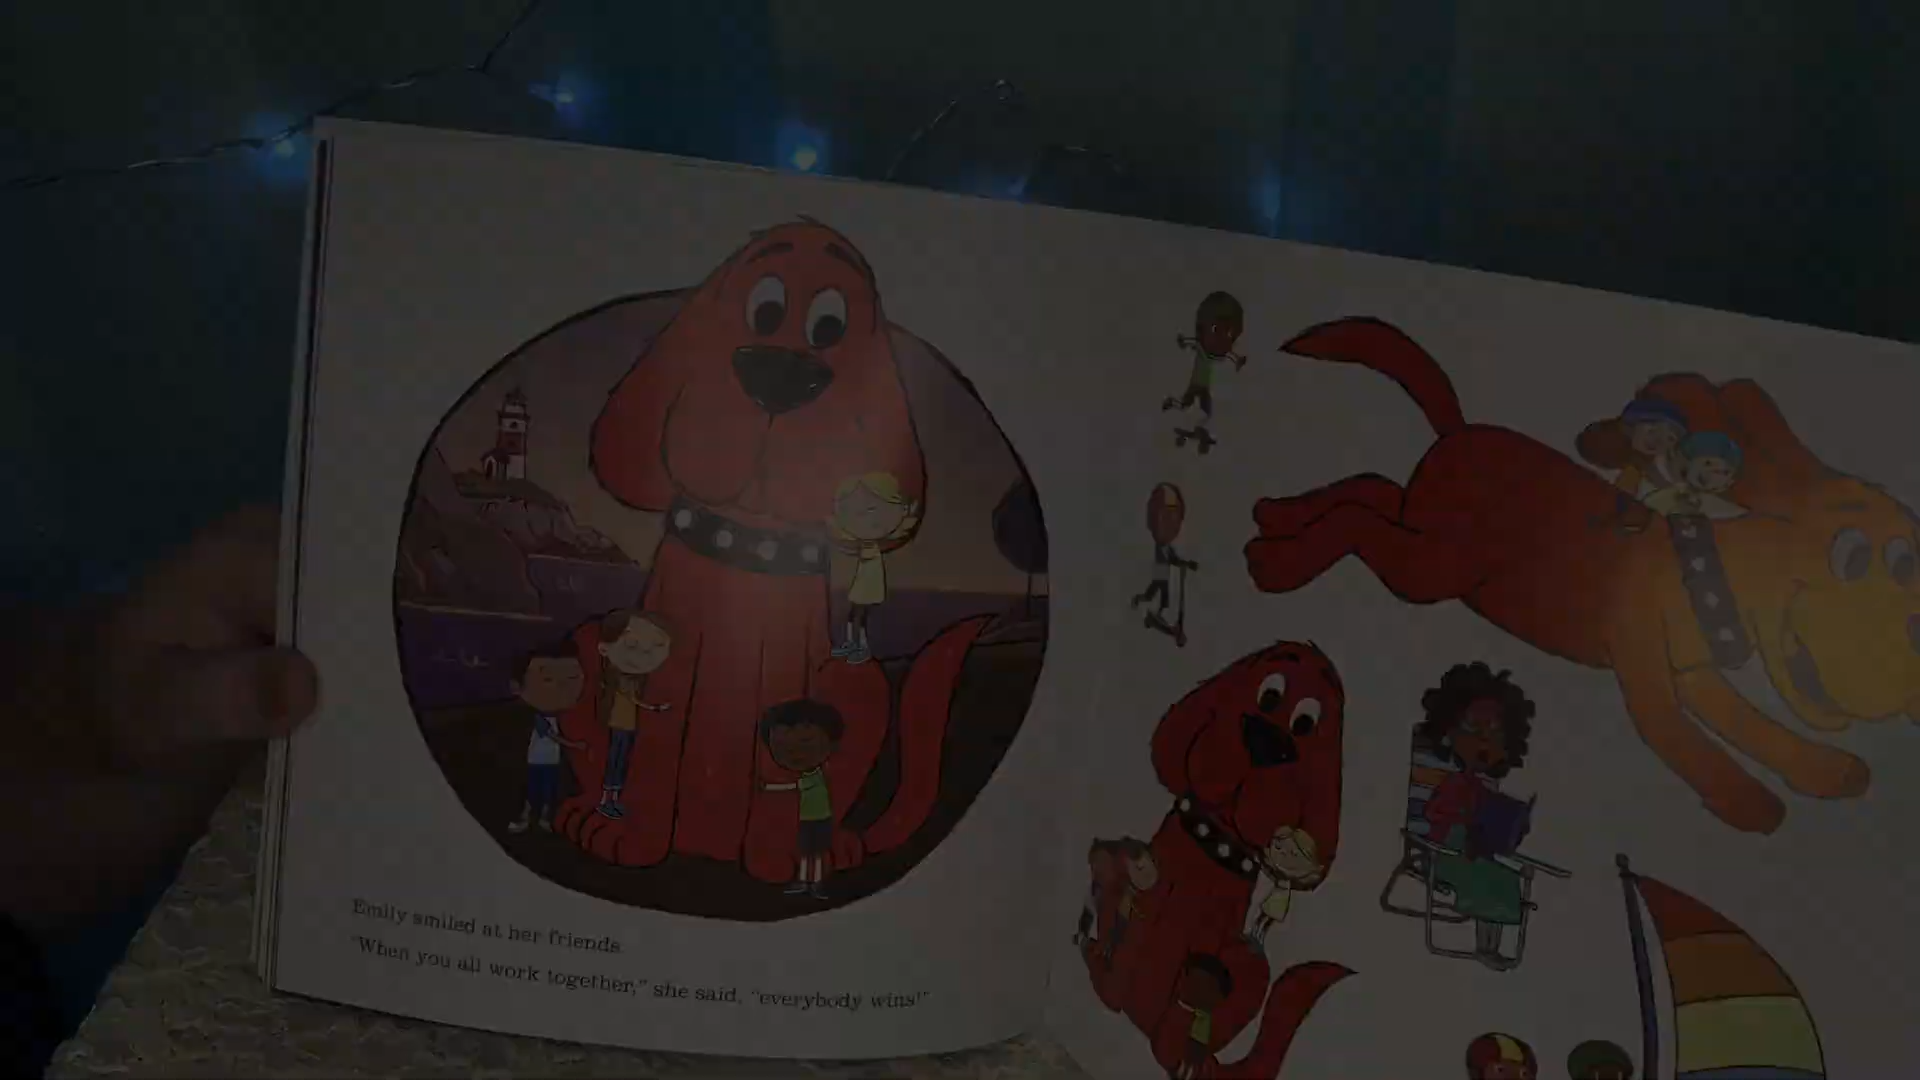 Emily smiled at her friends.
"When you all work together," she said, "everybody wins!"